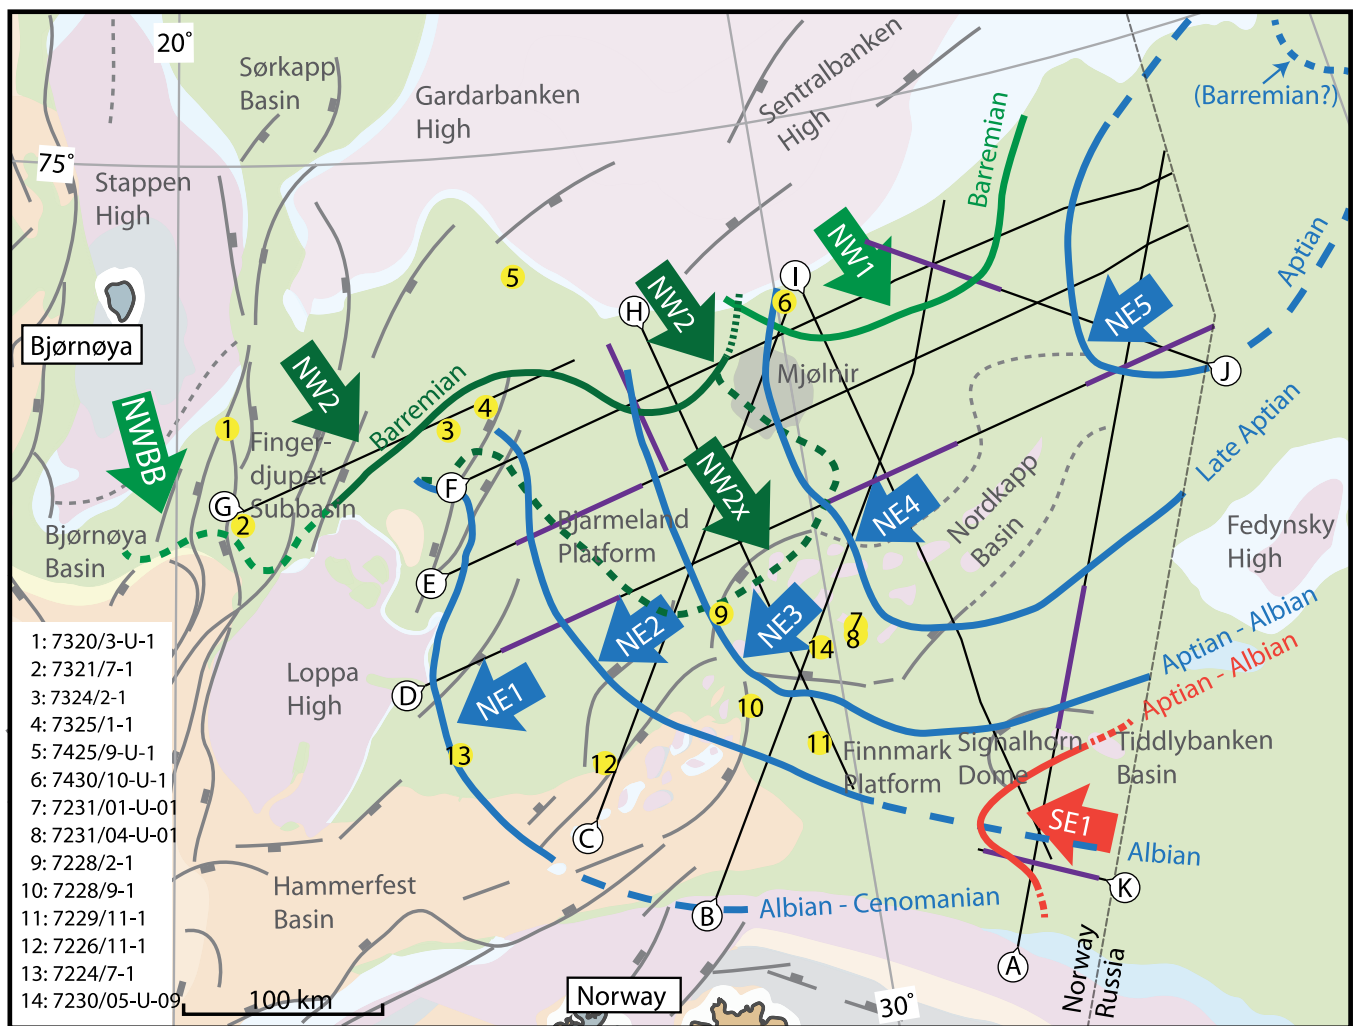 20°
Sørkapp
Basin
Gardarbanken
High
Sentralbanken
High
(Barremian?)
75°
Stappen
High
Barremian
NW1
Aptian
5
I
6
H
NW2
NE5
Bjørnøya
Mjølnir
J
NW2
Barremian
4
3
1
NWBB
Finger-
djupet
Subbasin
Late Aptian
F
G
2
NW2x
Nordkapp
Basin
NE4
Bjarmeland
Platform
Fedynsky
High
Bjørnøya
Basin
E
9
NE3
7
8
14
NE2
Aptian - Albian
Aptian - Albian
Loppa
High
D
NE1
10
13
12
11
Finnmark
Platform
Signalhorn
Dome
Tiddlybanken
Basin
SE1
C
Albian
K
Hammerfest
Basin
B
Albian - Cenomanian
A
Norway
Russia
1: 7320/3-U-1
2: 7321/7-1
3: 7324/2-1
4: 7325/1-1
5: 7425/9-U-1
6: 7430/10-U-1
7: 7231/01-U-01
8: 7231/04-U-01
9: 7228/2-1
10: 7228/9-1
11: 7229/11-1
12: 7226/11-1
13: 7224/7-1
14: 7230/05-U-09
100 km
Norway
30°